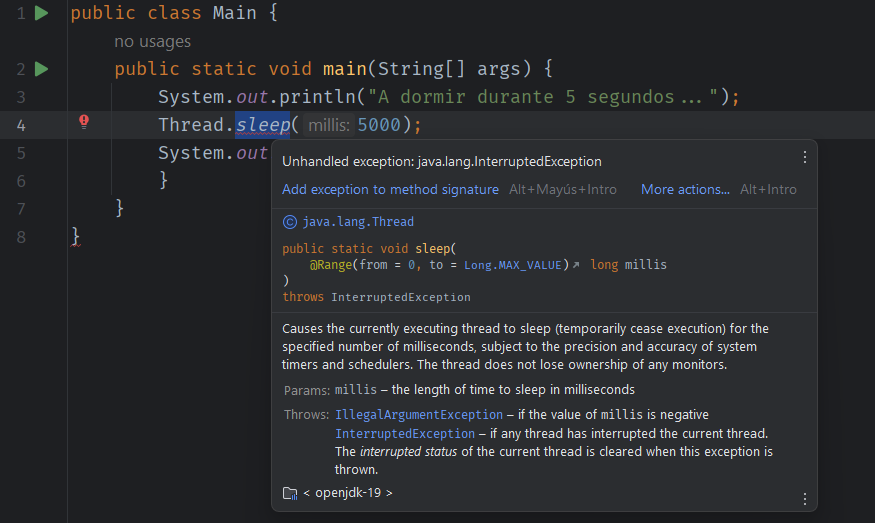 1 public class Main {
no usages
2 public static void main(String[] args) {
3 System.out.println("A dormir durante 5 segundos...");
4 Thread.sleep( millis: 5000);
5 System.out
6 }
7 }
8 }
Unhandled exception: java.lang.InterruptedException
Add exception to method signature Alt+Mayús+Intro More actions... Alt+Intro
java.lang.Thread
public static void sleep(
@Range(from = 0, to = Long.MAX_VALUE) long millis
)
throws InterruptedException
Causes the currently executing thread to sleep (temporarily cease execution) for the
specified number of milliseconds, subject to the precision and accuracy of system
timers and schedulers. The thread does not lose ownership of any monitors.
Params: millis – the length of time to sleep in milliseconds
Throws: IllegalArgumentException – if the value of millis is negative
InterruptedException – if any thread has interrupted the current thread.
The interrupted status of the current thread is cleared when this exception is
thrown.
< openjdk-19 >